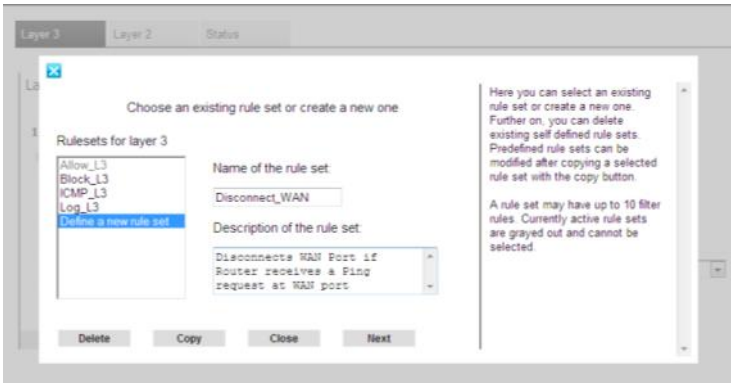 Layer 3
Layer 2
Status
La
1
Choose an existing rule set or create a new one
Rulesets for layer 3
Allow_L3
Block_L3
ICMP_L3
Log_L3
Define a new rule set
Name of the rule set:
Disconnect_WAN
Description of the rule set:
Disconnects WAN Port if
Router receives a Ping
request at WAN port
Delete
Copy
Close
Next
Here you can select an existing
rule set or create a new one.
Further on, you can delete
existing self defined rule sets.
Predefined rule sets can be
modified after copying a selected
rule set with the copy button.
A rule set may have up to 10 filter
rules. Currently active rule sets
are grayed out and cannot be
selected.